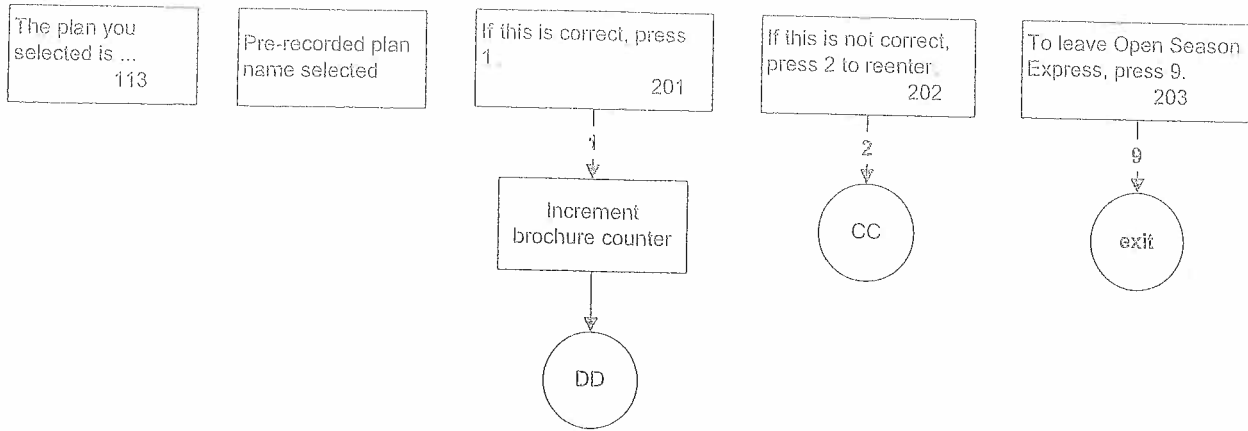 The plan you
selected is ...
113
Pre-recorded plan
name selected
If this is correct, press
1.
201
If this is not correct,
press 2 to reenter.
202
To leave Open Season
Express, press 9.
203
1
2
9
Increment
brochure counter
CC
exit
DD